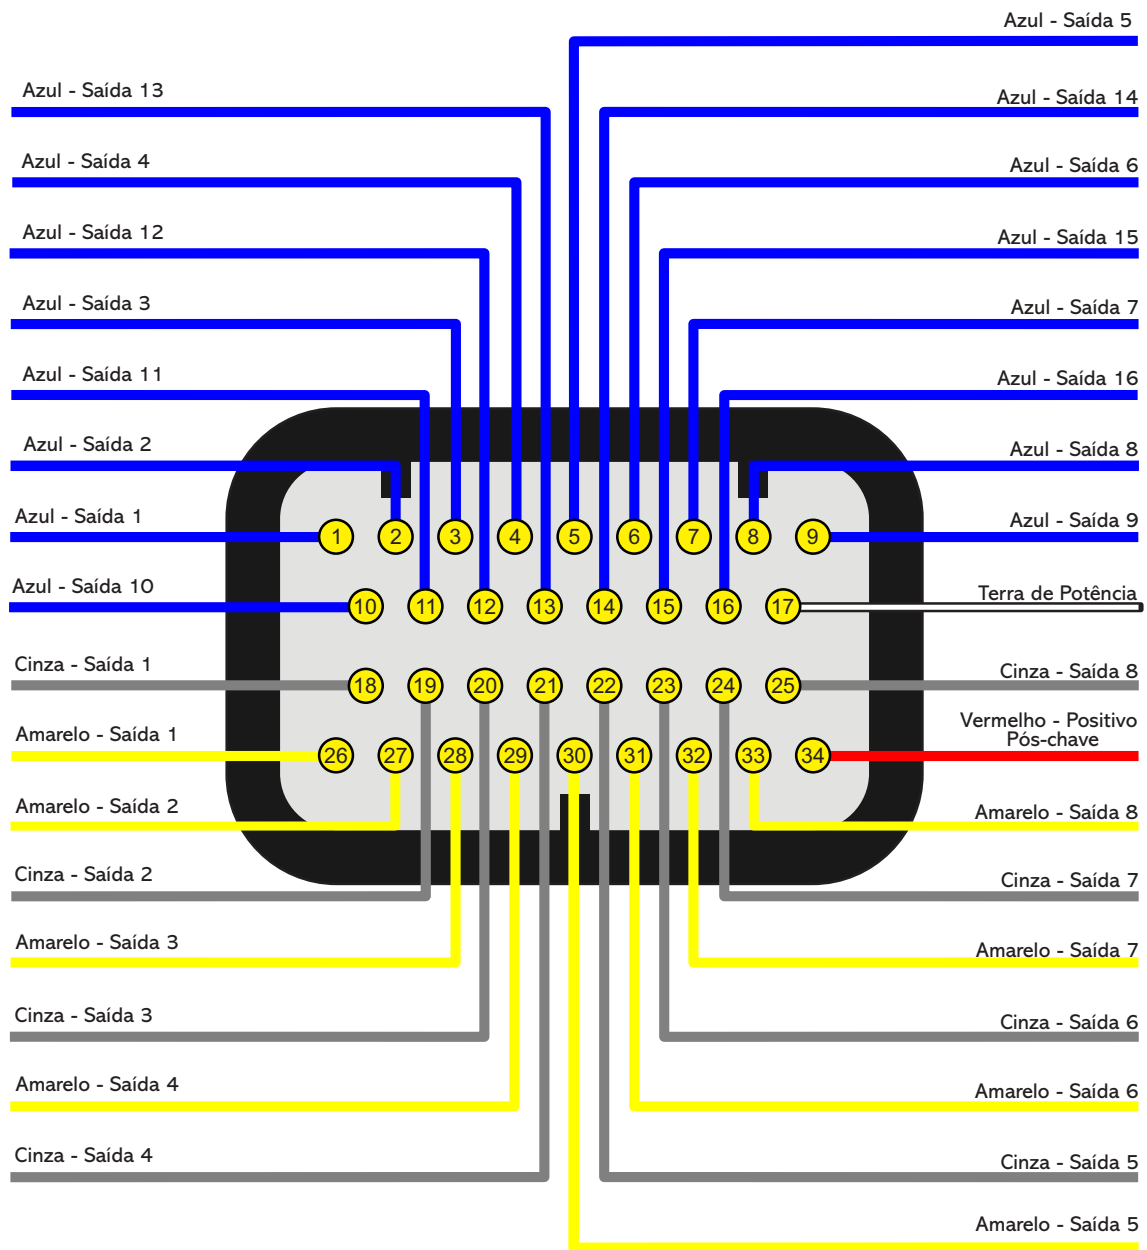 Azul - Saída 5
Azul - Saída 13
Azul - Saída 14
Azul - Saída 4
Azul - Saída 6
Azul - Saída 12
Azul - Saída 15
Azul - Saída 3
Azul - Saída 7
Azul - Saída 11
Azul - Saída 16
Azul - Saída 2
Azul - Saída 8
Azul - Saída 1
Azul - Saída 9
1 2 3 4 5 6 7 8 9
Azul - Saída 10
Terra de Potência
10 11 12 13 14 15 16 17
Cinza - Saída 1
Cinza - Saída 8
18 19 20 21 22 23 24 25
Amarelo - Saída 1
Vermelho - Positivo
Pós-chave
26 27 28 29 30 31 32 33 34
Amarelo - Saída 2
Amarelo - Saída 8
Cinza - Saída 2
Cinza - Saída 7
Amarelo - Saída 3
Amarelo - Saída 7
Cinza - Saída 3
Cinza - Saída 6
Amarelo - Saída 4
Amarelo - Saída 6
Cinza - Saída 4
Cinza - Saída 5
Amarelo - Saída 5